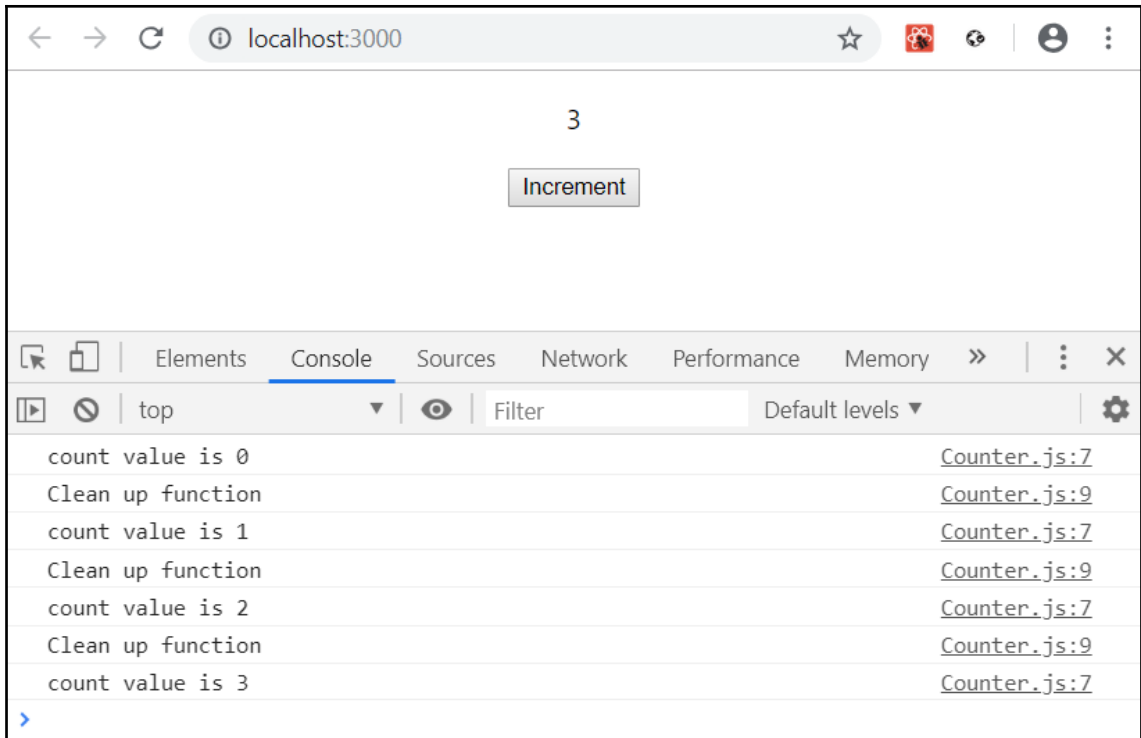 localhost:3000
3
Increment
Elements Console Sources Network Performance Memory »
top Filter Default levels ▼
count value is 0 Counter.js:7
Clean up function Counter.js:9
count value is 1 Counter.js:7
Clean up function Counter.js:9
count value is 2 Counter.js:7
Clean up function Counter.js:9
count value is 3 Counter.js:7